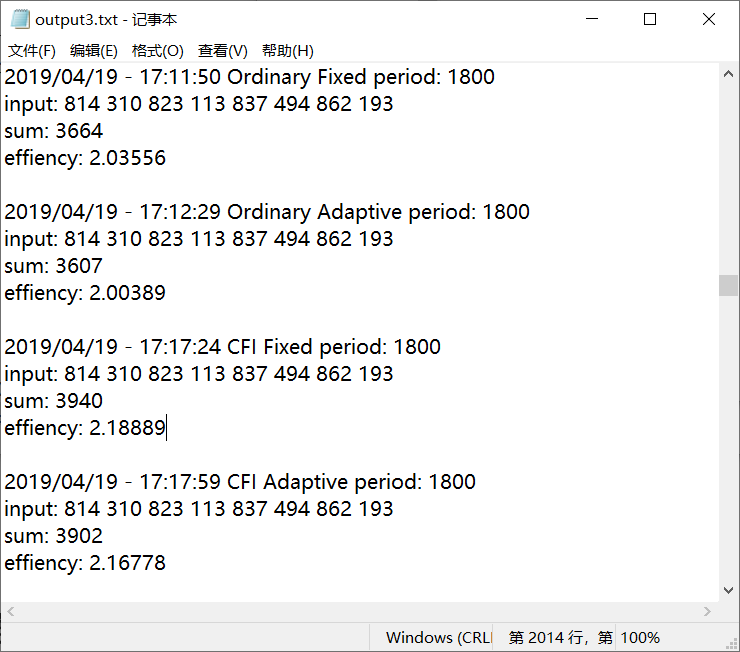 output3.txt - 记事本
文件(F) 编辑(E) 格式(O) 查看(V) 帮助(H)
2019/04/19 - 17:11:50 Ordinary Fixed period: 1800
input: 814 310 823 113 837 494 862 193
sum: 3664
effiency: 2.03556
2019/04/19 - 17:12:29 Ordinary Adaptive period: 1800
input: 814 310 823 113 837 494 862 193
sum: 3607
effiency: 2.00389
2019/04/19 - 17:17:24 CFI Fixed period: 1800
input: 814 310 823 113 837 494 862 193
sum: 3940
effiency: 2.18889
2019/04/19 - 17:17:59 CFI Adaptive period: 1800
input: 814 310 823 113 837 494 862 193
sum: 3902
effiency: 2.16778
Windows (CRL 第 2014 行，第 100%